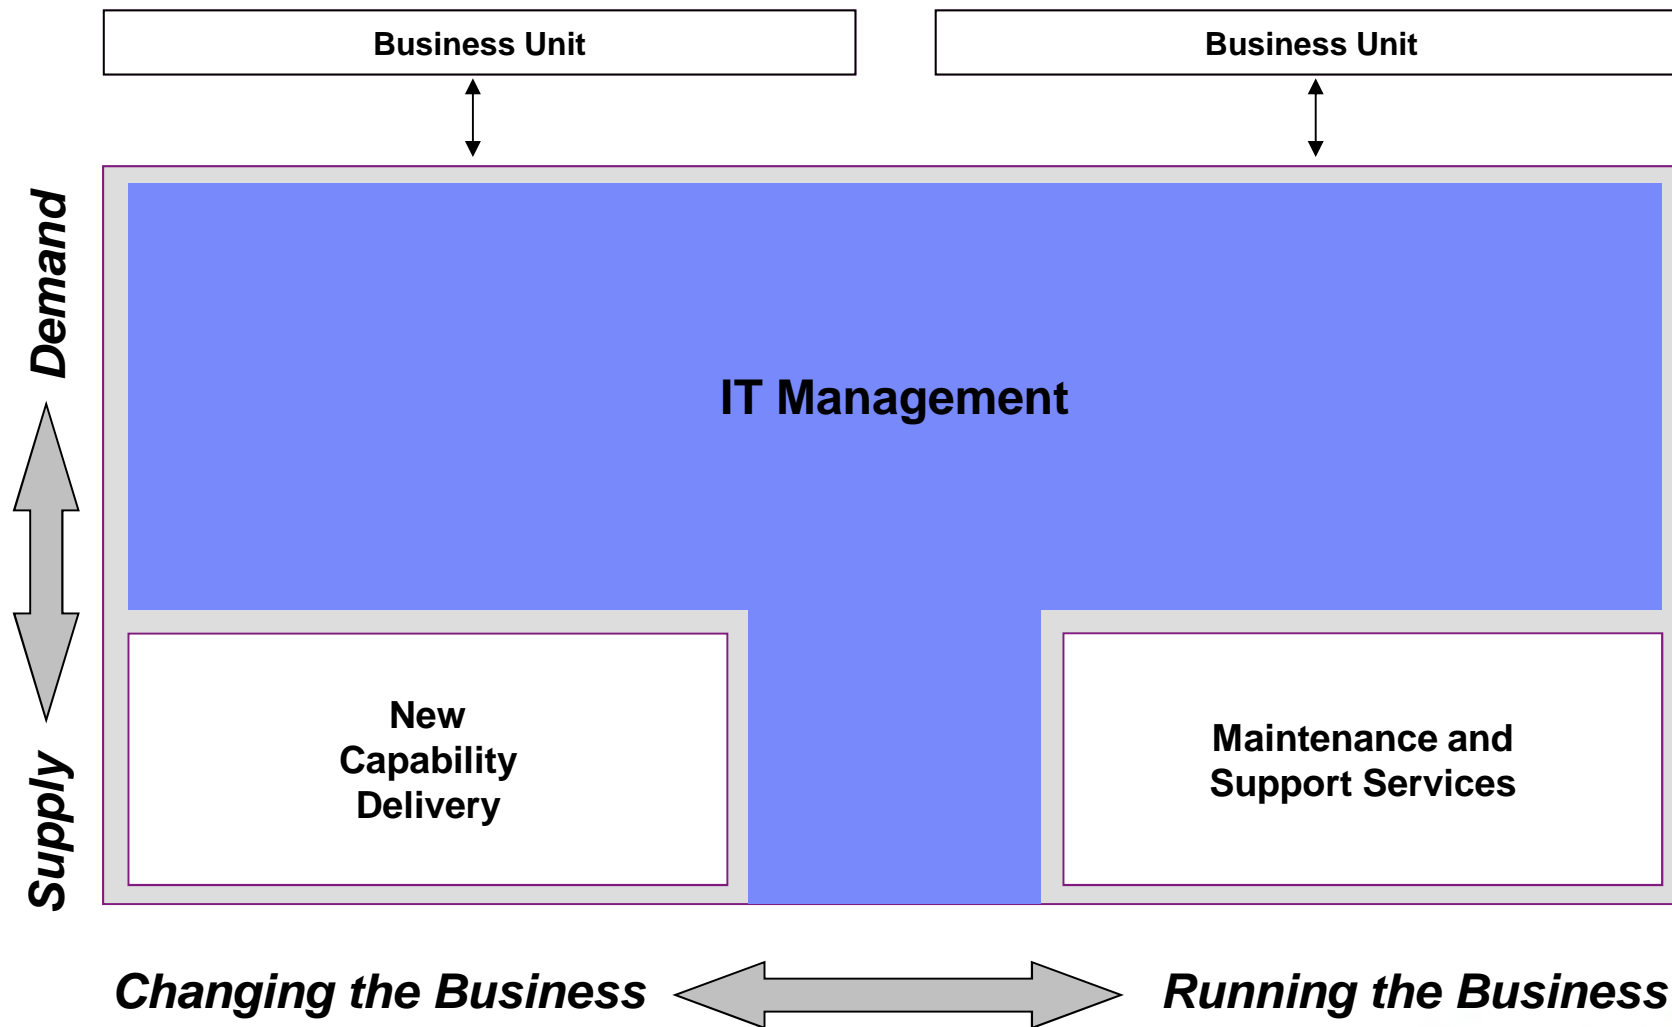 Business Unit
Business Unit
Demand
IT Management
New
Capability
Delivery
Maintenance and
Support Services
Supply
Changing the Business
Running the Business